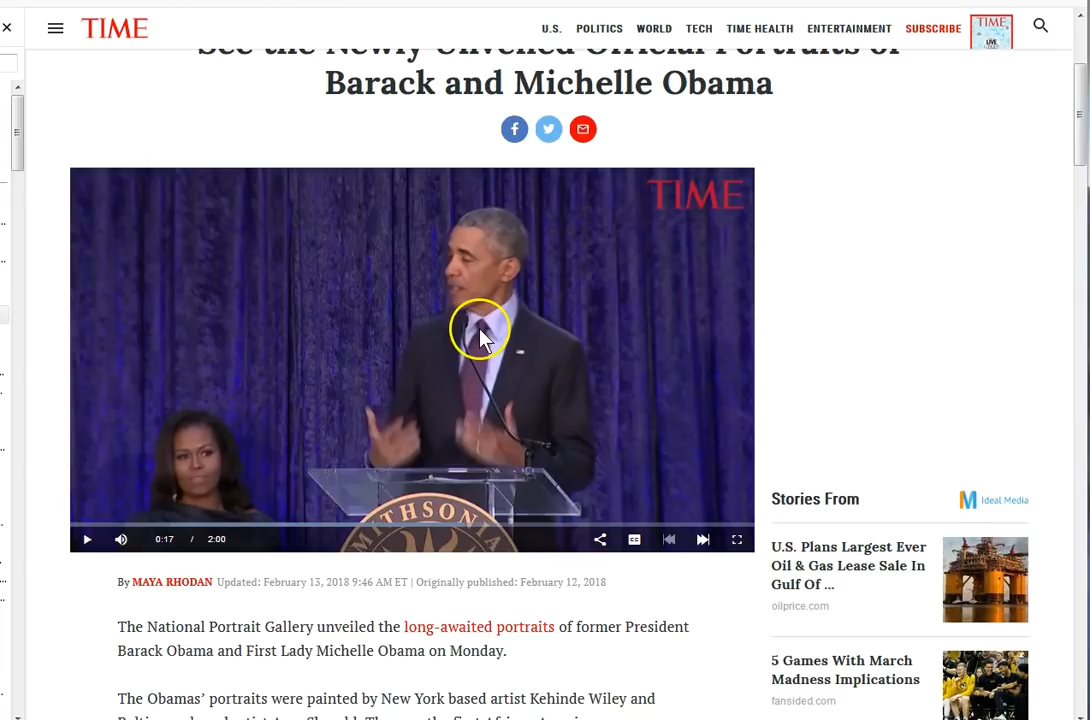 TIME
U.S. POLITICS WORLD TECH TIME HEALTH ENTERTAINMENT SUBSCRIBE
TIME
LIVE
See the Newly Unveiled Official Portraits of
Barack and Michelle Obama
TIME
THSONIA
0:17 / 2:00
CC
By MAYA RHODAN Updated: February 13, 2018 9:46 AM ET | Originally published: February 12, 2018
The National Portrait Gallery unveiled the long-awaited portraits of former President
Barack Obama and First Lady Michelle Obama on Monday.
The Obamas’ portraits were painted by New York based artist Kehinde Wiley and
Stories From
Ideal Media
U.S. Plans Largest Ever
Oil & Gas Lease Sale In
Gulf Of ...
oilprice.com
5 Games With March
Madness Implications
fansided.com